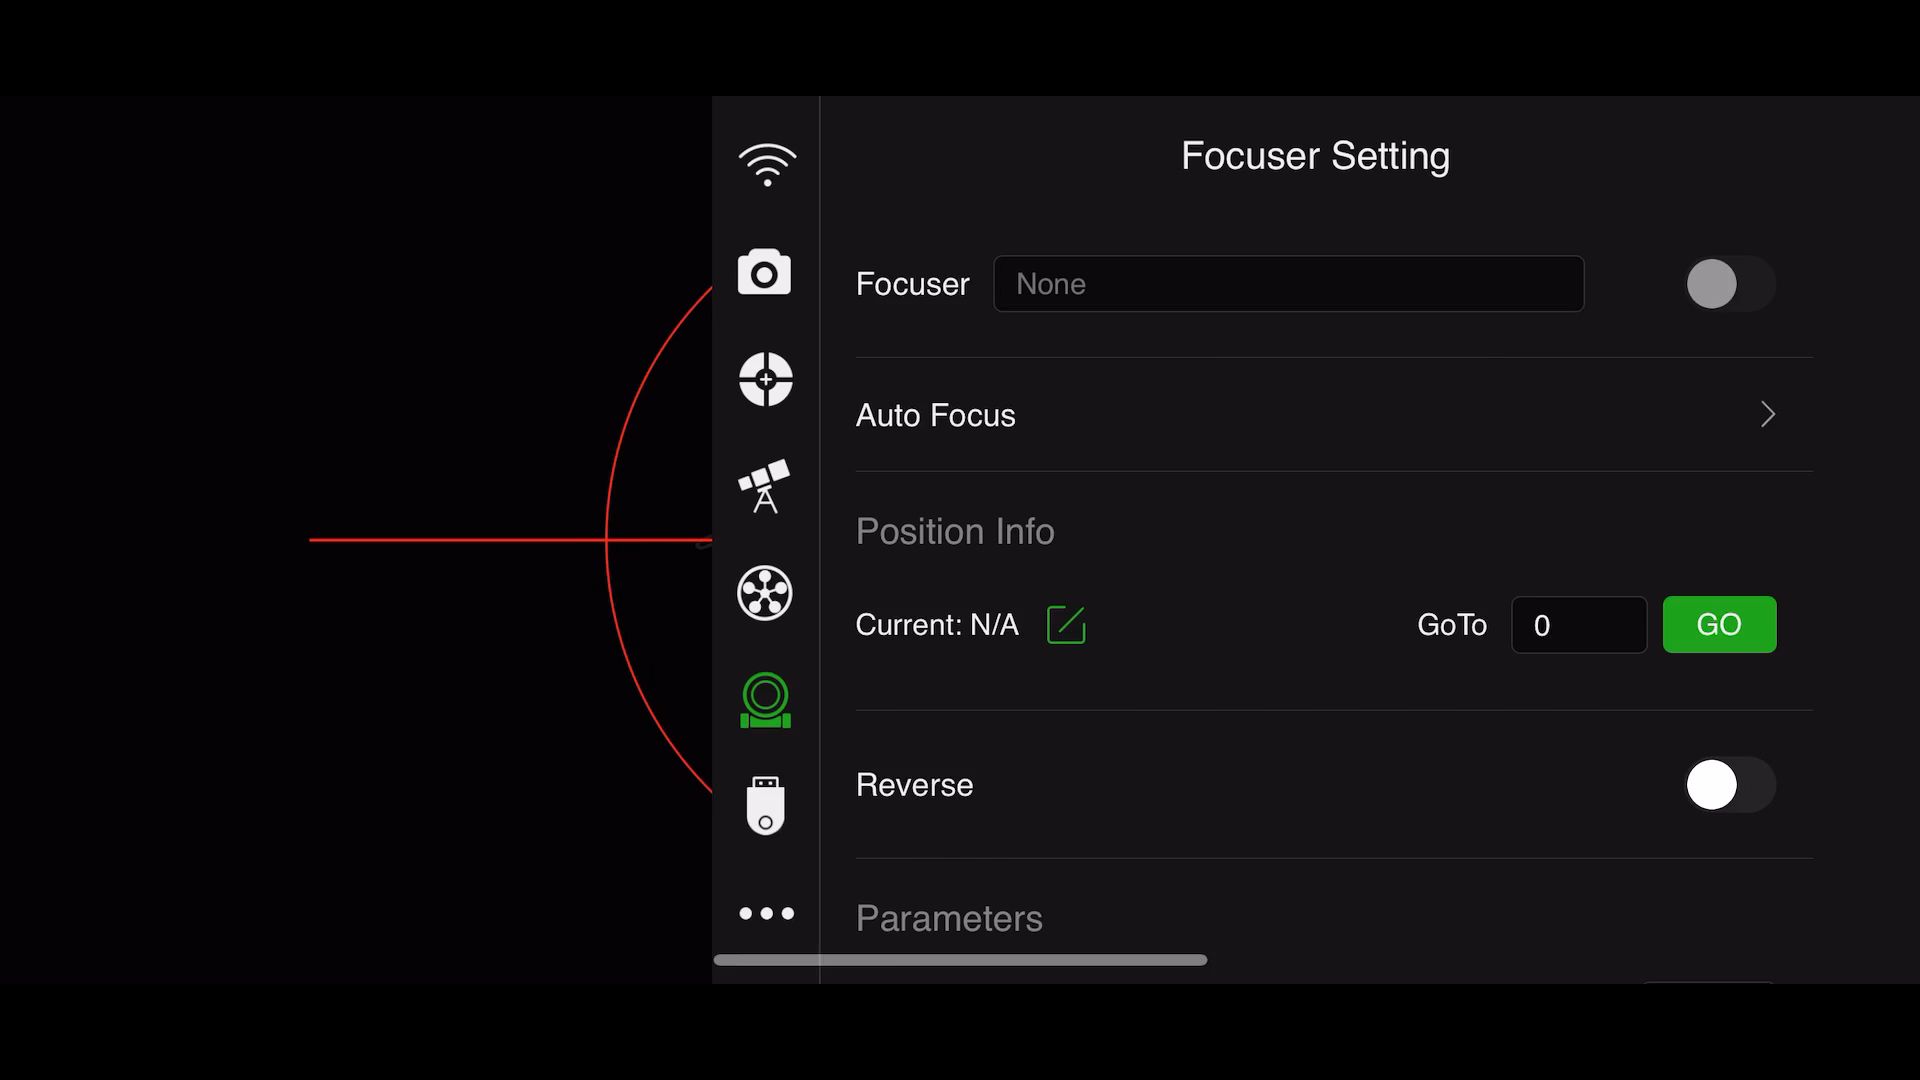 Focuser Setting
Focuser None
Auto Focus
Position Info
Current: N/A GoTo 0 GO
Reverse
Parameters